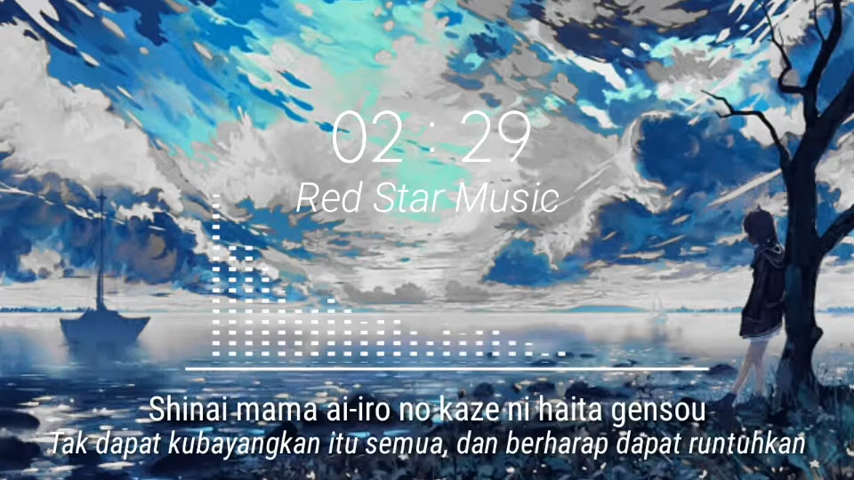 02 : 29
Red Star Music
Shinai mama ai-iro no kaze ni haita gensou
Tak dapat kubayangkan itu semua, dan berharap dapat runtuhkan